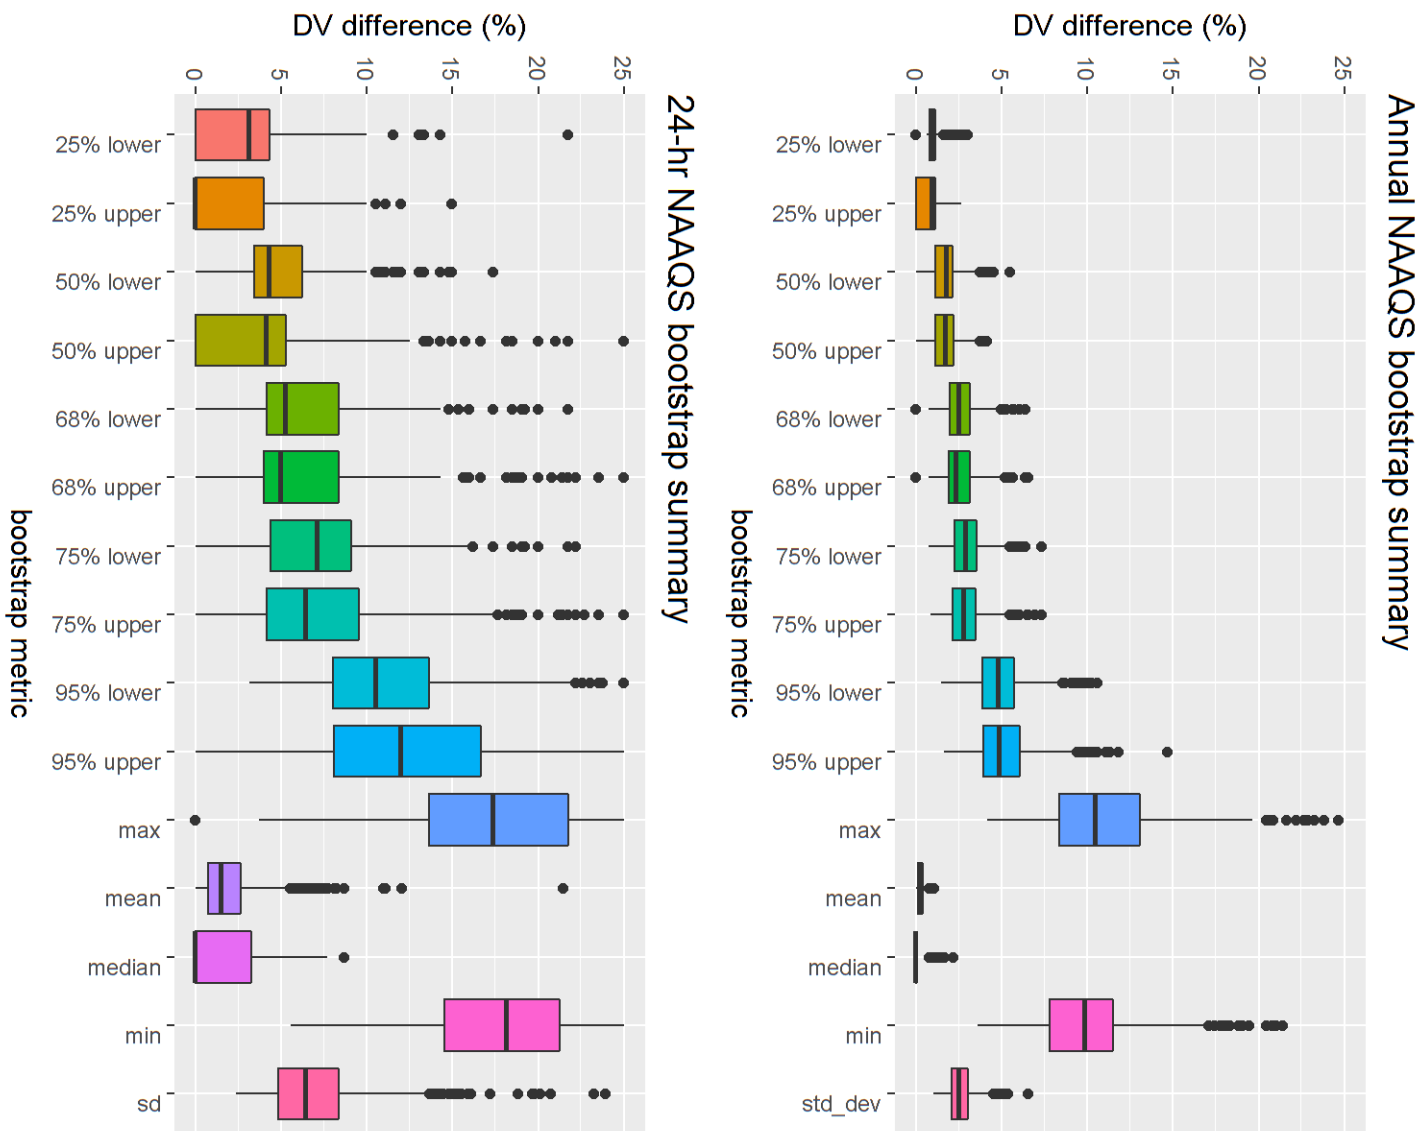 Annual NAAQS bootstrap summary
DV difference (%)
0 5 10 15 20 25
25% lower
25% upper
50% lower
50% upper
68% lower
68% upper
75% lower
75% upper
95% lower
95% upper
max
mean
median
min
std_dev
bootstrap metric
24-hr NAAQS bootstrap summary
DV difference (%)
0 5 10 15 20 25
25% lower
25% upper
50% lower
50% upper
68% lower
68% upper
75% lower
75% upper
95% lower
95% upper
max
mean
median
min
sd
bootstrap metric